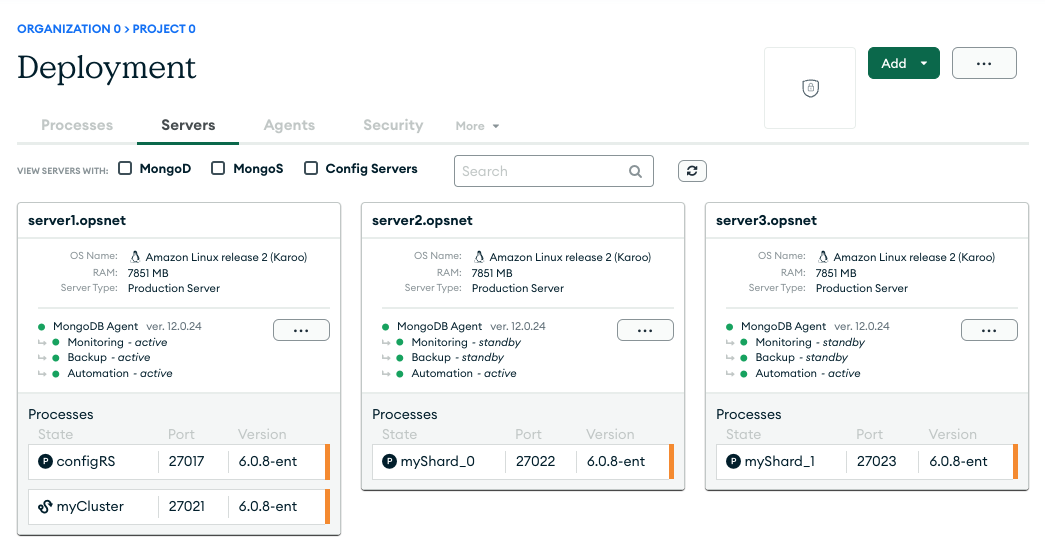 ORGANIZATION 0 > PROJECT 0
Deployment
Add
...
Processes Servers Agents Security More
VIEW SERVERS WITH: MongoD MongoS Config Servers Search
server1.opsnet
OS Name: Amazon Linux release 2 (Karoo)
RAM: 7851 MB
Server Type: Production Server
MongoDB Agent ver. 12.0.24
...
Monitoring - active
Backup - active
Automation - active
Processes
State Port Version
P configRS 27017 6.0.8-ent
myCluster 27021 6.0.8-ent
server2.opsnet
OS Name: Amazon Linux release 2 (Karoo)
RAM: 7851 MB
Server Type: Production Server
MongoDB Agent ver. 12.0.24
...
Monitoring - standby
Backup - standby
Automation - active
Processes
State Port Version
P myShard_0 27022 6.0.8-ent
server3.opsnet
OS Name: Amazon Linux release 2 (Karoo)
RAM: 7851 MB
Server Type: Production Server
MongoDB Agent ver. 12.0.24
...
Monitoring - standby
Backup - standby
Automation - active
Processes
State Port Version
P myShard_1 27023 6.0.8-ent